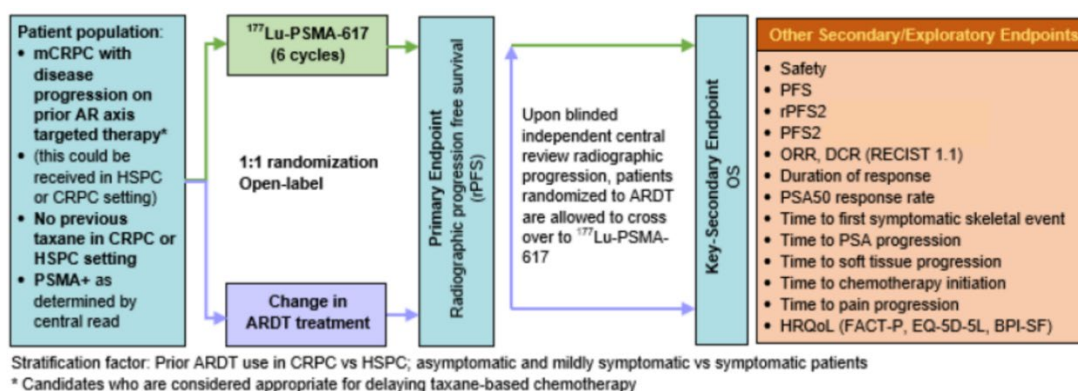 Patient population:
• mCRPC with
disease
progression on
prior AR axis
targeted therapy*
• (this could be
received in HSPC
or CRPC setting)
• No previous
taxane in CRPC or
HSPC setting
• PSMA+ as
determined by
central read
¹⁷⁷Lu-PSMA-617
(6 cycles)
1:1 randomization
Open-label
Change in
ARDT treatment
Primary Endpoint
Radiographic progression free survival
(rPFS)
Upon blinded
independent central
review radiographic
progression, patients
randomized to ARDT
are allowed to cross
over to ¹⁷⁷Lu-PSMA-
617
Key-Secondary Endpoint
OS
Other Secondary/Exploratory Endpoints
• Safety
• PFS
• rPFS2
• PFS2
• ORR, DCR (RECIST 1.1)
• Duration of response
• PSA50 response rate
• Time to first symptomatic skeletal event
• Time to PSA progression
• Time to soft tissue progression
• Time to chemotherapy initiation
• Time to pain progression
• HRQoL (FACT-P, EQ-5D-5L, BPI-SF)
Stratification factor: Prior ARDT use in CRPC vs HSPC; asymptomatic and mildly symptomatic vs symptomatic patients
* Candidates who are considered appropriate for delaying taxane-based chemotherapy